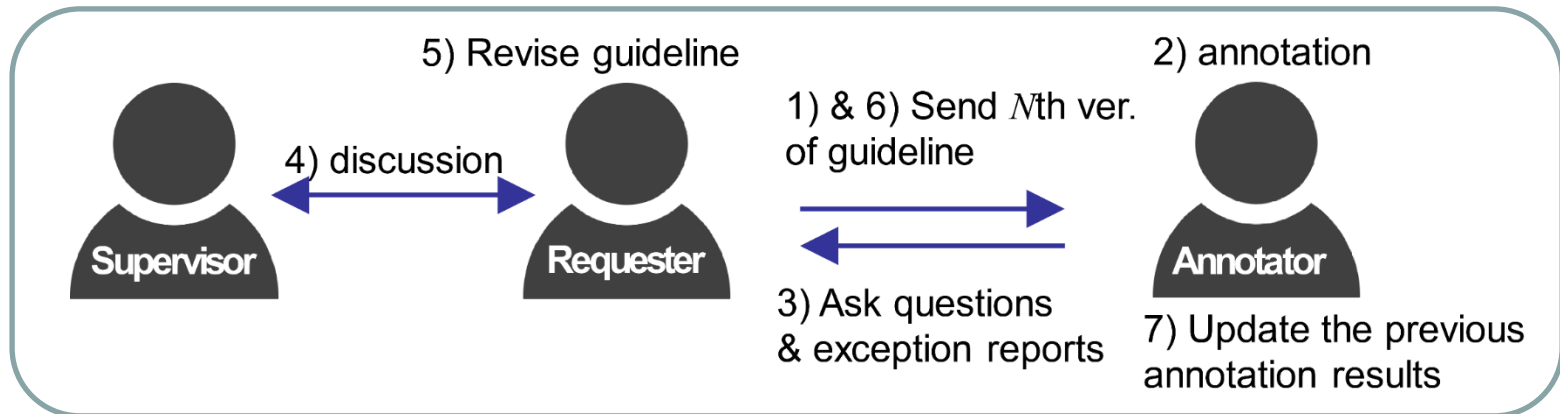 5) Revise guideline
2) annotation
1) & 6) Send Nth ver.
of guideline
4) discussion
Supervisor
Requester
Annotator
3) Ask questions
& exception reports
7) Update the previous
annotation results